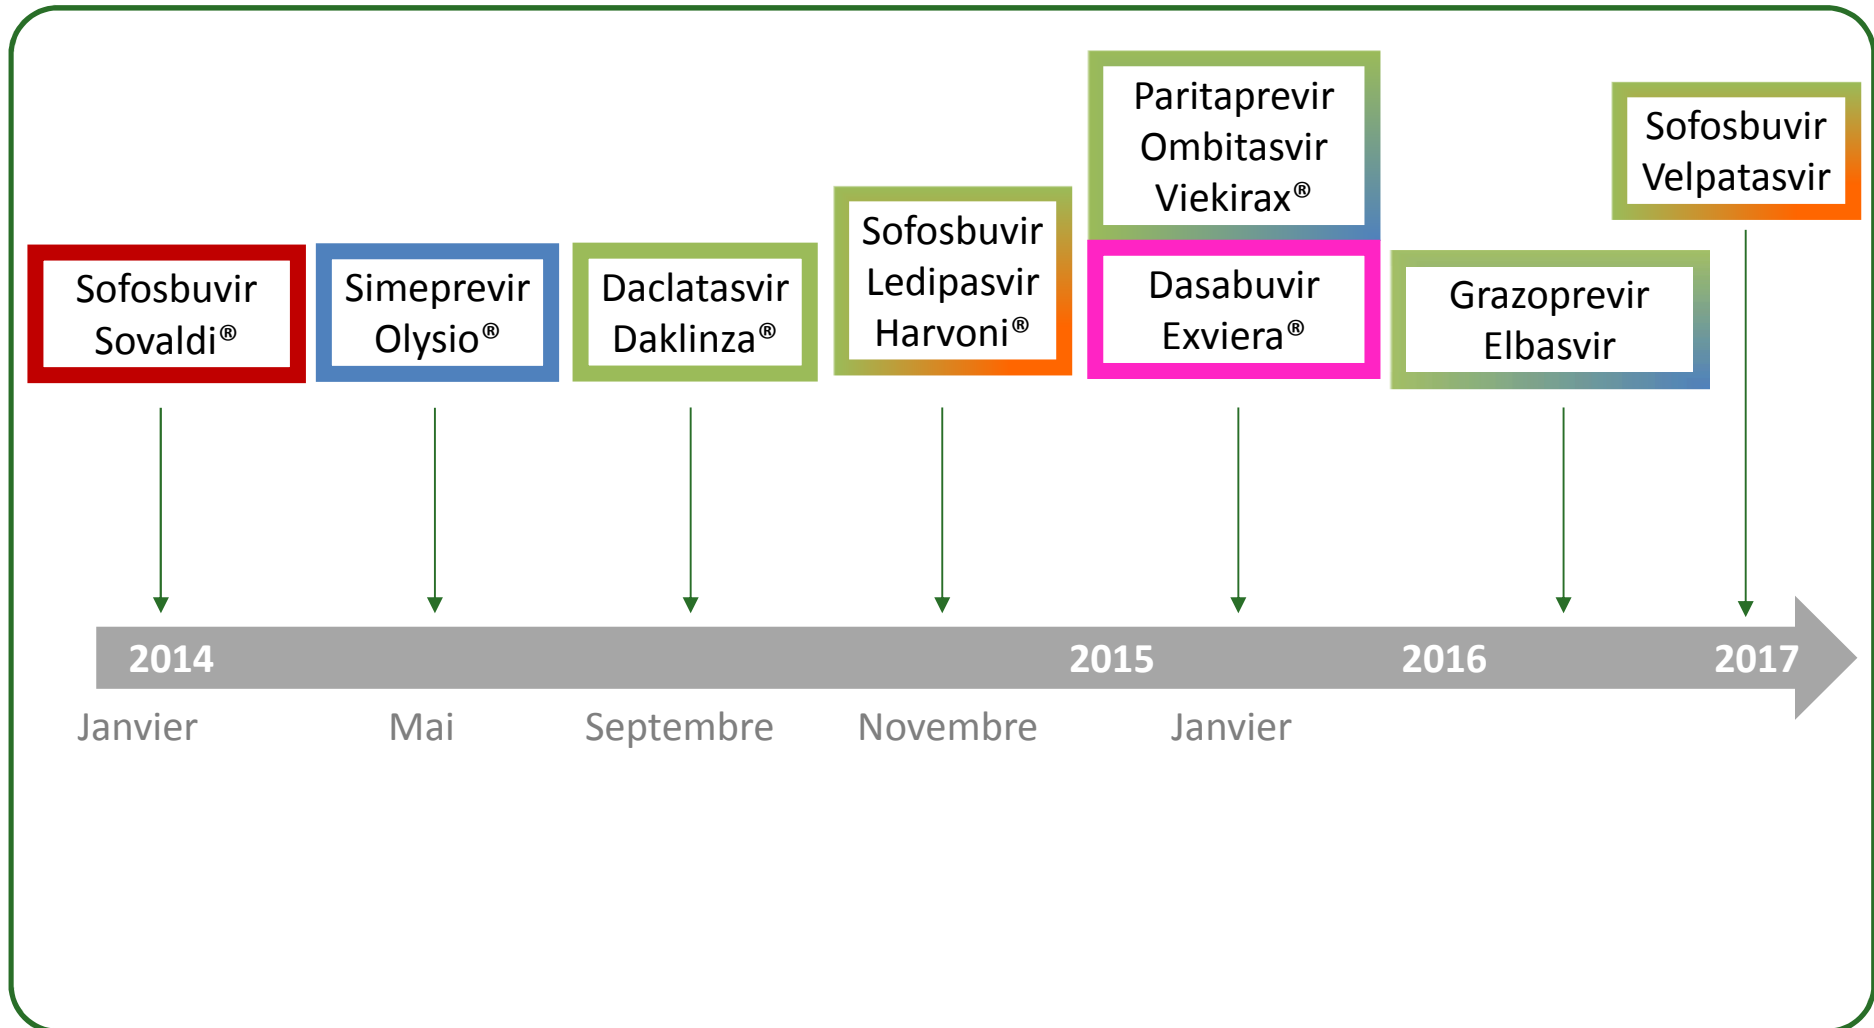 Sofosbuvir
Sovaldi®
Simeprevir
Olysio®
Daclatasvir
Daklinza®
Sofosbuvir
Ledipasvir
Harvoni®
Paritaprevir
Ombitasvir
Viekirax®
Dasabuvir
Exviera®
Grazoprevir
Elbasvir
Sofosbuvir
Velpatasvir
2014
2015
2016
2017
Janvier
Mai
Septembre
Novembre
Janvier